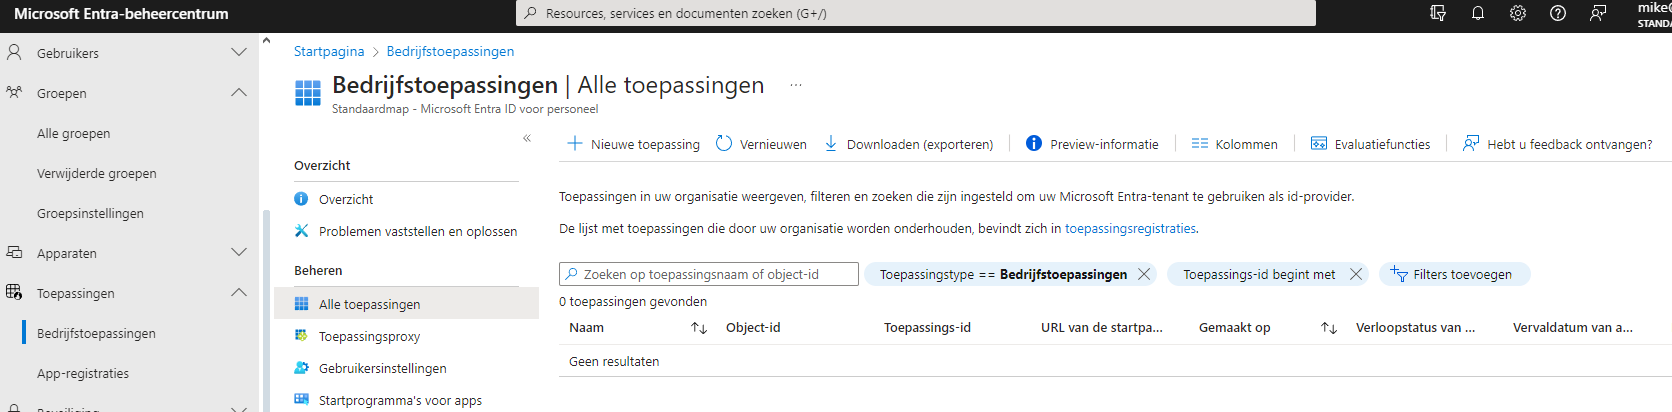 Microsoft Entra-beheercentrum
Resources, services en documenten zoeken (G+/)
mike@
STANDA
Gebruikers
Groepen
Alle groepen
Verwijderde groepen
Groepsinstellingen
Apparaten
Toepassingen
Bedrijfstoepassingen
App-registraties
Beveiliging
Startpagina > Bedrijfstoepassingen
Bedrijfstoepassingen | Alle toepassingen ...
Standaardmap - Microsoft Entra ID voor personeel
«
Overzicht
Overzicht
Problemen vaststellen en oplossen
Beheren
Alle toepassingen
Toepassingsproxy
Gebruikersinstellingen
Startprogramma's voor apps
Nieuwe toepassing Vernieuwen Downloaden (exporteren) Preview-informatie Kolommen Evaluatiefuncties Hebt u feedback ontvangen?
Toepassingen in uw organisatie weergeven, filteren en zoeken die zijn ingesteld om uw Microsoft Entra-tenant te gebruiken als id-provider.
De lijst met toepassingen die door uw organisatie worden onderhouden, bevindt zich in toepassingsregistraties.
Zoeken op toepassingsnaam of object-id Toepassingstype == Bedrijfstoepassingen Toepassings-id begint met Filters toevoegen
0 toepassingen gevonden
Naam Object-id Toepassings-id URL van de startpa... Gemaakt op Verloopstatus van ... Vervaldatum van a...
Geen resultaten